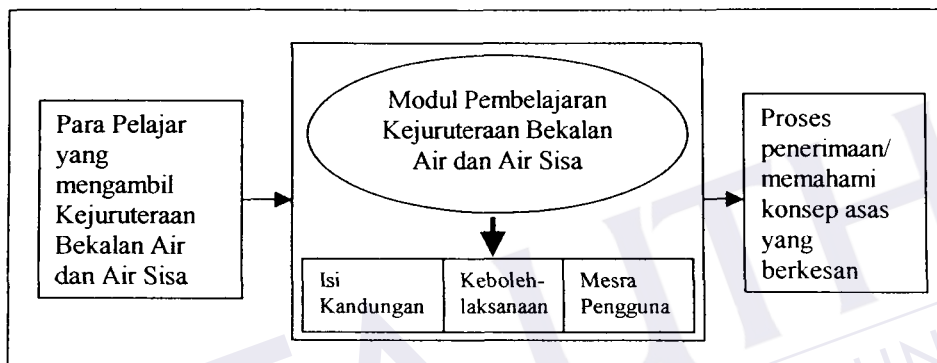 Para Pelajar
yang
mengambil
Kejuruteraan
Bekalan Air
dan Air Sisa
Modul Pembelajaran
Kejuruteraan Bekalan
Air dan Air Sisa
Isi
Kandungan
Keboleh-
laksanaan
Mesra
Pengguna
Proses
penerimaan/
memahami
konsep asas
yang
berkesan